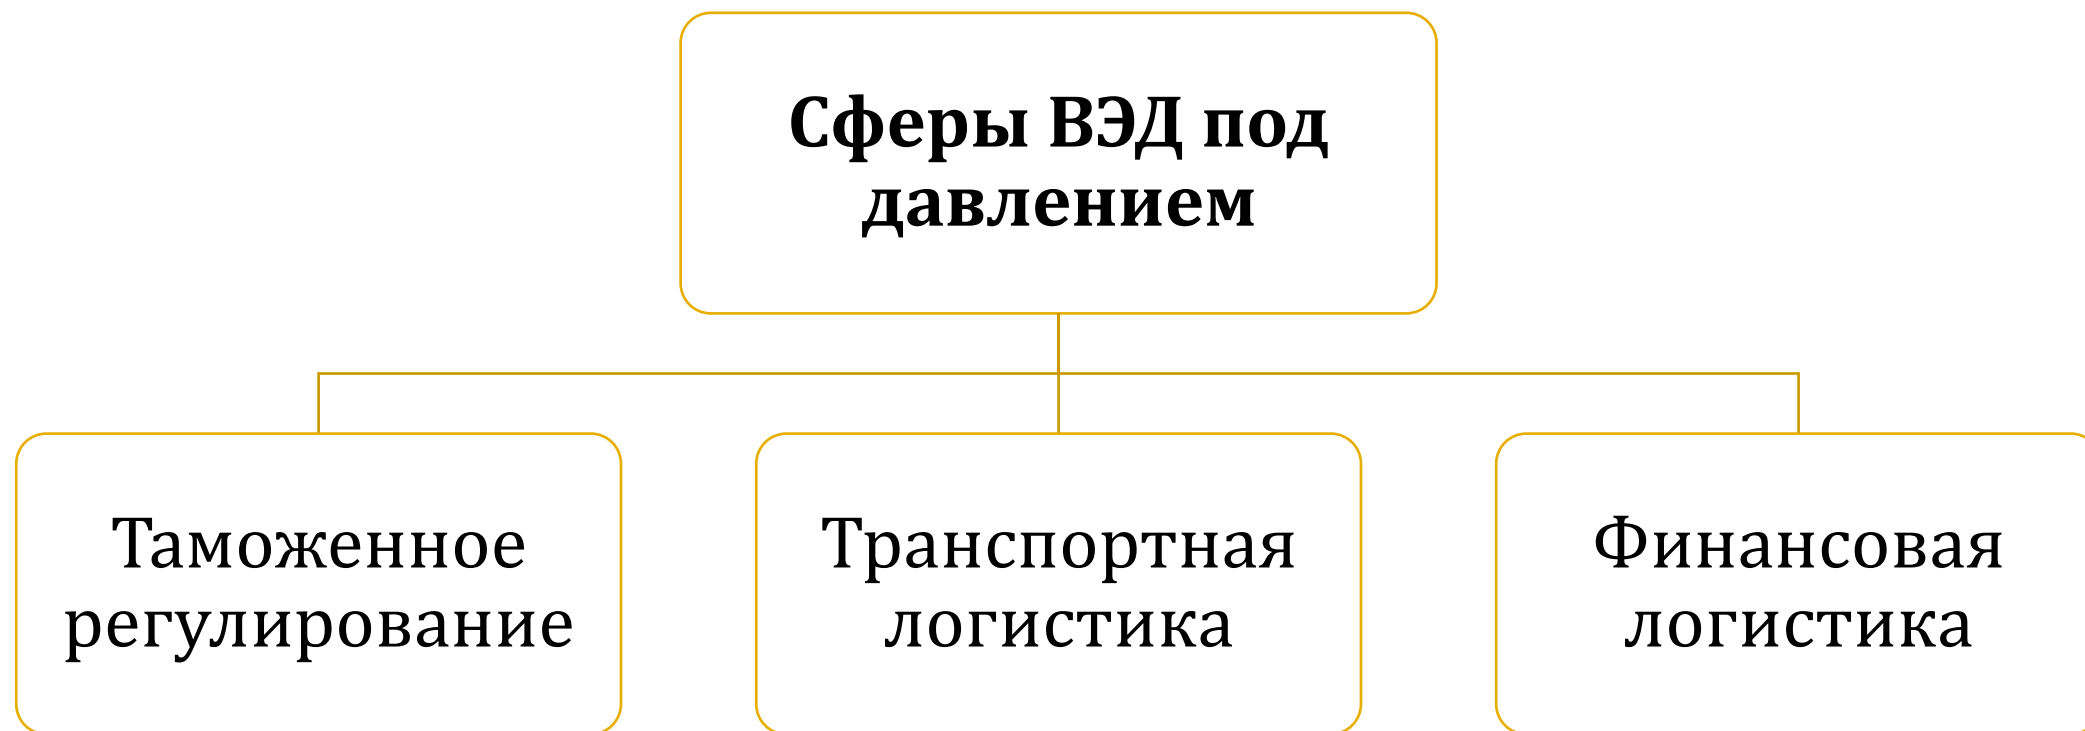 Сферы ВЭД под
давлением
Таможенное
регулирование
Транспортная
логистика
Финансовая
логистика